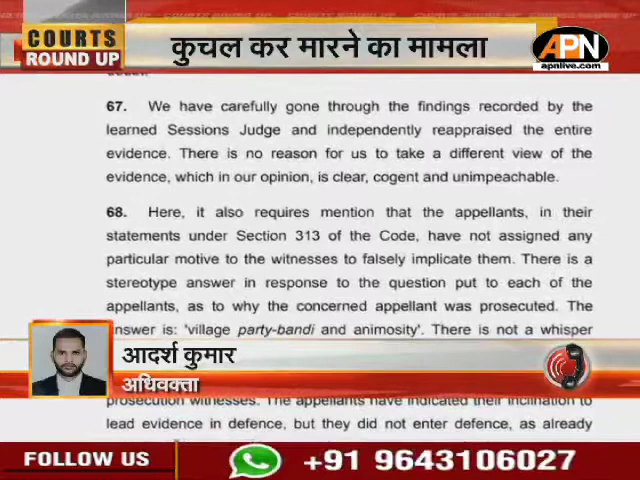 COURTS
ROUND UP
कुचल कर मारने का मामला
APN
apnlive.com
67. We have carefully gone through the findings recorded by the
learned Sessions Judge and independently reappraised the entire
evidence. There is no reason for us to take a different view of the
evidence, which in our opinion, is clear, cogent and unimpeachable.
68. Here, it also requires mention that the appellants, in their
statements under Section 313 of the Code, have not assigned any
particular motive to the witnesses to falsely implicate them. There is a
stereotype answer in response to the question put to each of the
appellants, as to why the concerned appellant was prosecuted. The
answer is: 'village party-bandi and animosity'. There is not a whisper
आदर्श कुमार
अधिवक्ता
prosecution witnesses. The appellants have indicated their inclination to
lead evidence in defence, but they did not enter defence, as already
FOLLOW US +91 9643106027